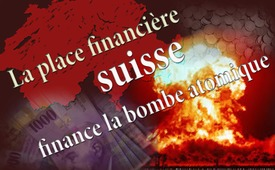 La place financière
suisse
finance la bombe atomique